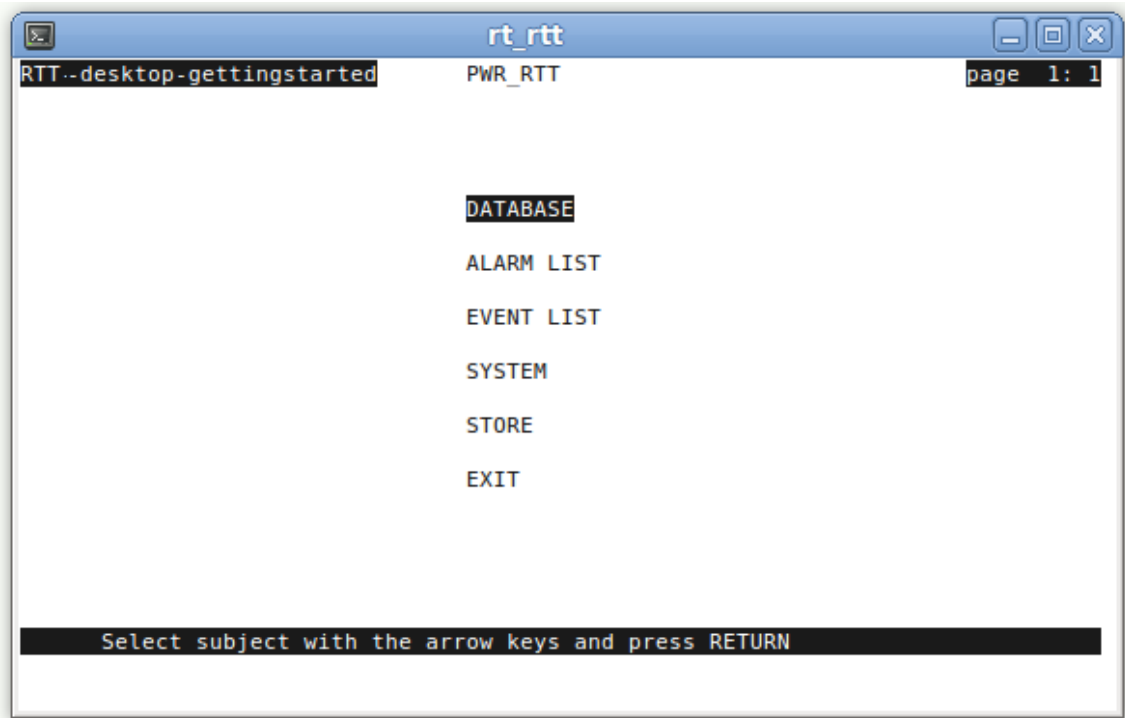 rt_rtt
RTT--desktop-gettingstarted PWR_RTT page 1: 1
DATABASE
ALARM LIST
EVENT LIST
SYSTEM
STORE
EXIT
Select subject with the arrow keys and press RETURN